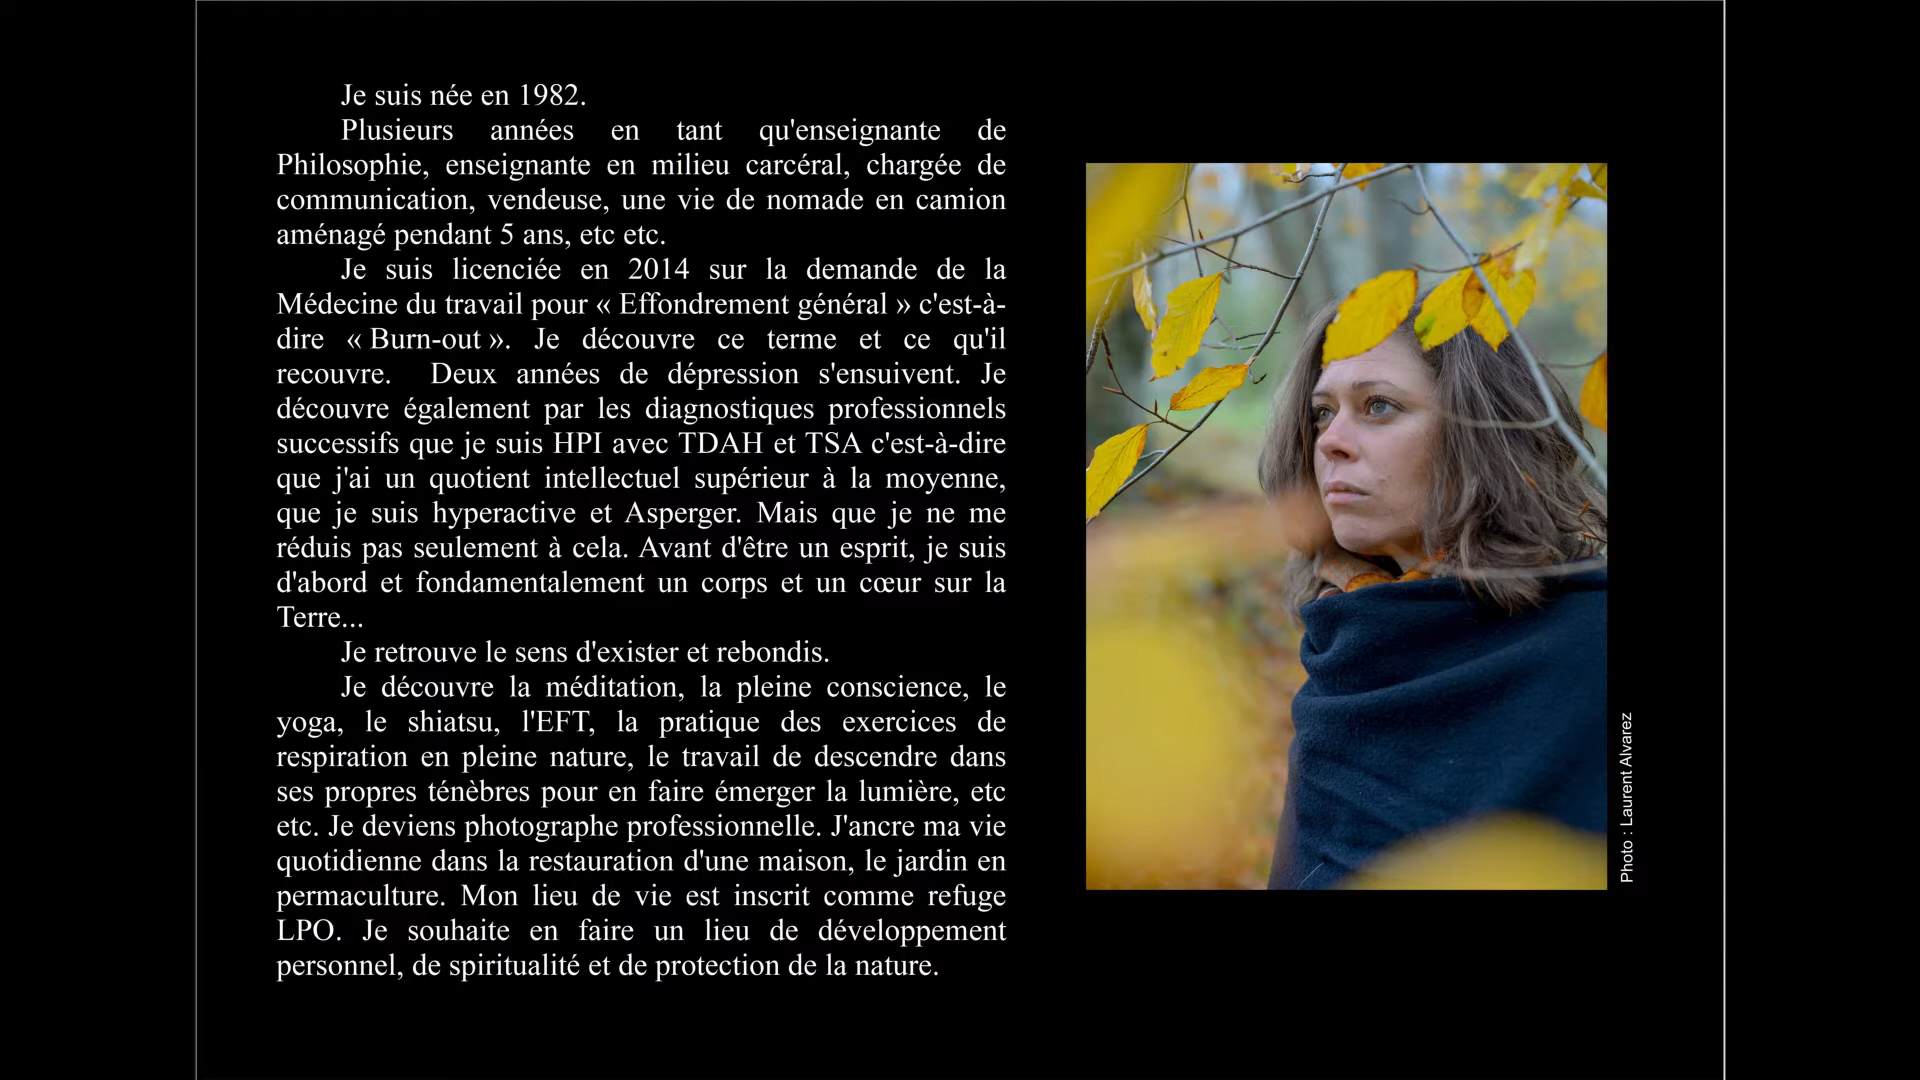 Je suis née en 1982.
Plusieurs années en tant qu'enseignante de
Philosophie, enseignante en milieu carcéral, chargée de
communication, vendeuse, une vie de nomade en camion
aménagé pendant 5 ans, etc etc.
Je suis licenciée en 2014 sur la demande de la
Médecine du travail pour « Effondrement général » c'est-à-
dire « Burn-out ». Je découvre ce terme et ce qu'il
recouvre. Deux années de dépression s'ensuivent. Je
découvre également par les diagnostiques professionnels
successifs que je suis HPI avec TDAH et TSA c'est-à-dire
que j'ai un quotient intellectuel supérieur à la moyenne,
que je suis hyperactive et Asperger. Mais que je ne me
réduis pas seulement à cela. Avant d'être un esprit, je suis
d'abord et fondamentalement un corps et un cœur sur la
Terre...
Je retrouve le sens d'exister et rebondis.
Je découvre la méditation, la pleine conscience, le
yoga, le shiatsu, l'EFT, la pratique des exercices de
respiration en pleine nature, le travail de descendre dans
ses propres ténèbres pour en faire émerger la lumière, etc
etc. Je deviens photographe professionnelle. J'ancre ma vie
quotidienne dans la restauration d'une maison, le jardin en
permaculture. Mon lieu de vie est inscrit comme refuge
LPO. Je souhaite en faire un lieu de développement
personnel, de spiritualité et de protection de la nature.
Photo : Laurent Alvarez